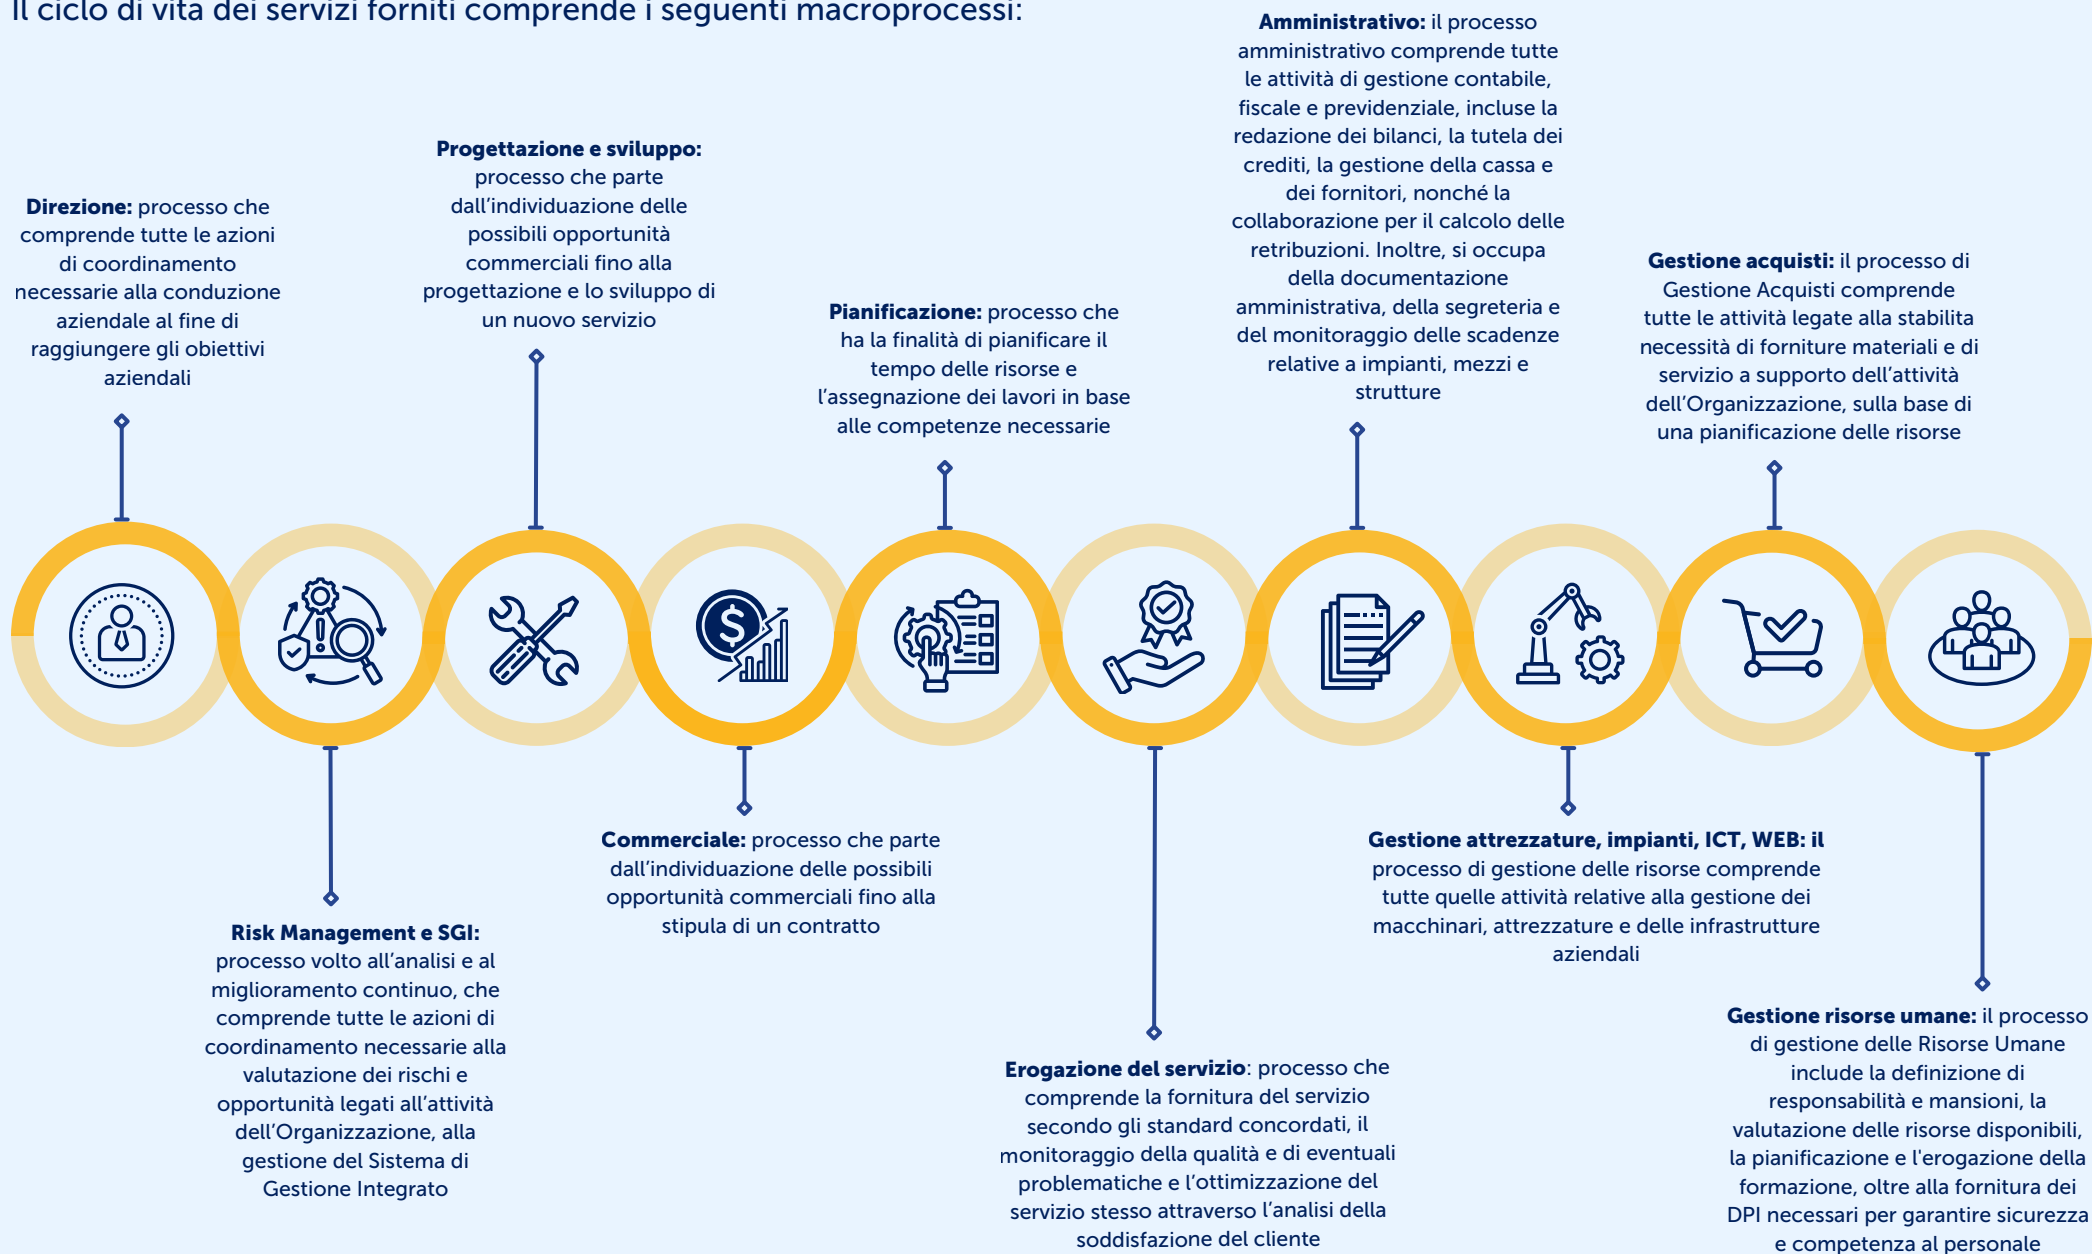 Il ciclo di vita dei servizi forniti comprende i seguenti macroprocessi:
Direzione: processo che
comprende tutte le azioni
di coordinamento
necessarie alla conduzione
aziendale al fine di
raggiungere gli obiettivi
aziendali
Risk Management e SGI:
processo volto all’analisi e al
miglioramento continuo, che
comprende tutte le azioni di
coordinamento necessarie alla
valutazione dei rischi e
opportunità legati all’attività
dell’Organizzazione, alla
gestione del Sistema di
Gestione Integrato
Progettazione e sviluppo:
processo che parte
dall’individuazione delle
possibili opportunità
commerciali fino alla
progettazione e lo sviluppo di
un nuovo servizio
Commerciale: processo che parte
dall’individuazione delle possibili
opportunità commerciali fino alla
stipula di un contratto
Pianificazione: processo che
ha la finalità di pianificare il
tempo delle risorse e
l’assegnazione dei lavori in base
alle competenze necessarie
Erogazione del servizio: processo che
comprende la fornitura del servizio
secondo gli standard concordati, il
monitoraggio della qualità e di eventuali
problematiche e l’ottimizzazione del
servizio stesso attraverso l’analisi della
soddisfazione del cliente
Amministrativo: il processo
amministrativo comprende tutte
le attività di gestione contabile,
fiscale e previdenziale, incluse la
redazione dei bilanci, la tutela dei
crediti, la gestione della cassa e
dei fornitori, nonché la
collaborazione per il calcolo delle
retribuzioni. Inoltre, si occupa
della documentazione
amministrativa, della segreteria e
del monitoraggio delle scadenze
relative a impianti, mezzi e
strutture
Gestione attrezzature, impianti, ICT, WEB: il
processo di gestione delle risorse comprende
tutte quelle attività relative alla gestione dei
macchinari, attrezzature e delle infrastrutture
aziendali
Gestione acquisti: il processo di
Gestione Acquisti comprende
tutte le attività legate alla stabilita
necessità di forniture materiali e di
servizio a supporto dell’attività
dell’Organizzazione, sulla base di
una pianificazione delle risorse
Gestione risorse umane: il processo
di gestione delle Risorse Umane
include la definizione di
responsabilità e mansioni, la
valutazione delle risorse disponibili,
la pianificazione e l'erogazione della
formazione, oltre alla fornitura dei
DPI necessari per garantire sicurezza
e competenza al personale